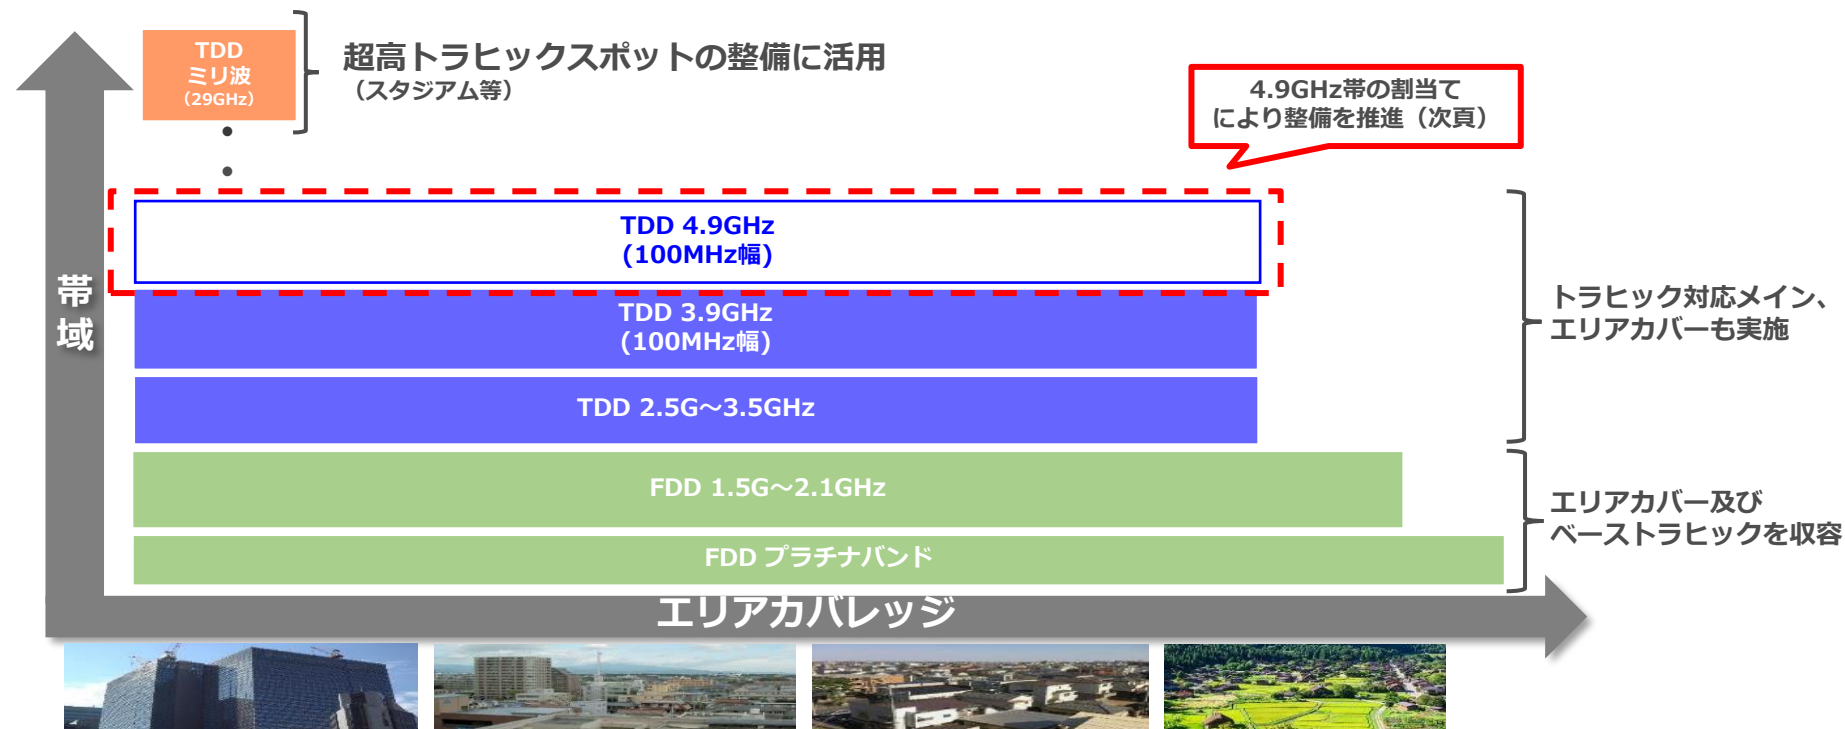 TDD
ミリ波
（29GHz）
超高トラヒックスポットの整備に活用
（スタジアム等）
4.9GHz帯の割当て
により整備を推進（次頁）
帯
域
TDD 4.9GHz
(100MHz幅)
TDD 3.9GHz
(100MHz幅)
TDD 2.5G～3.5GHz
トラヒック対応メイン、
エリアカバーも実施
FDD 1.5G～2.1GHz
FDD プラチナバンド
エリアカバー及び
ベーストラヒックを収容
エリアカバレッジ